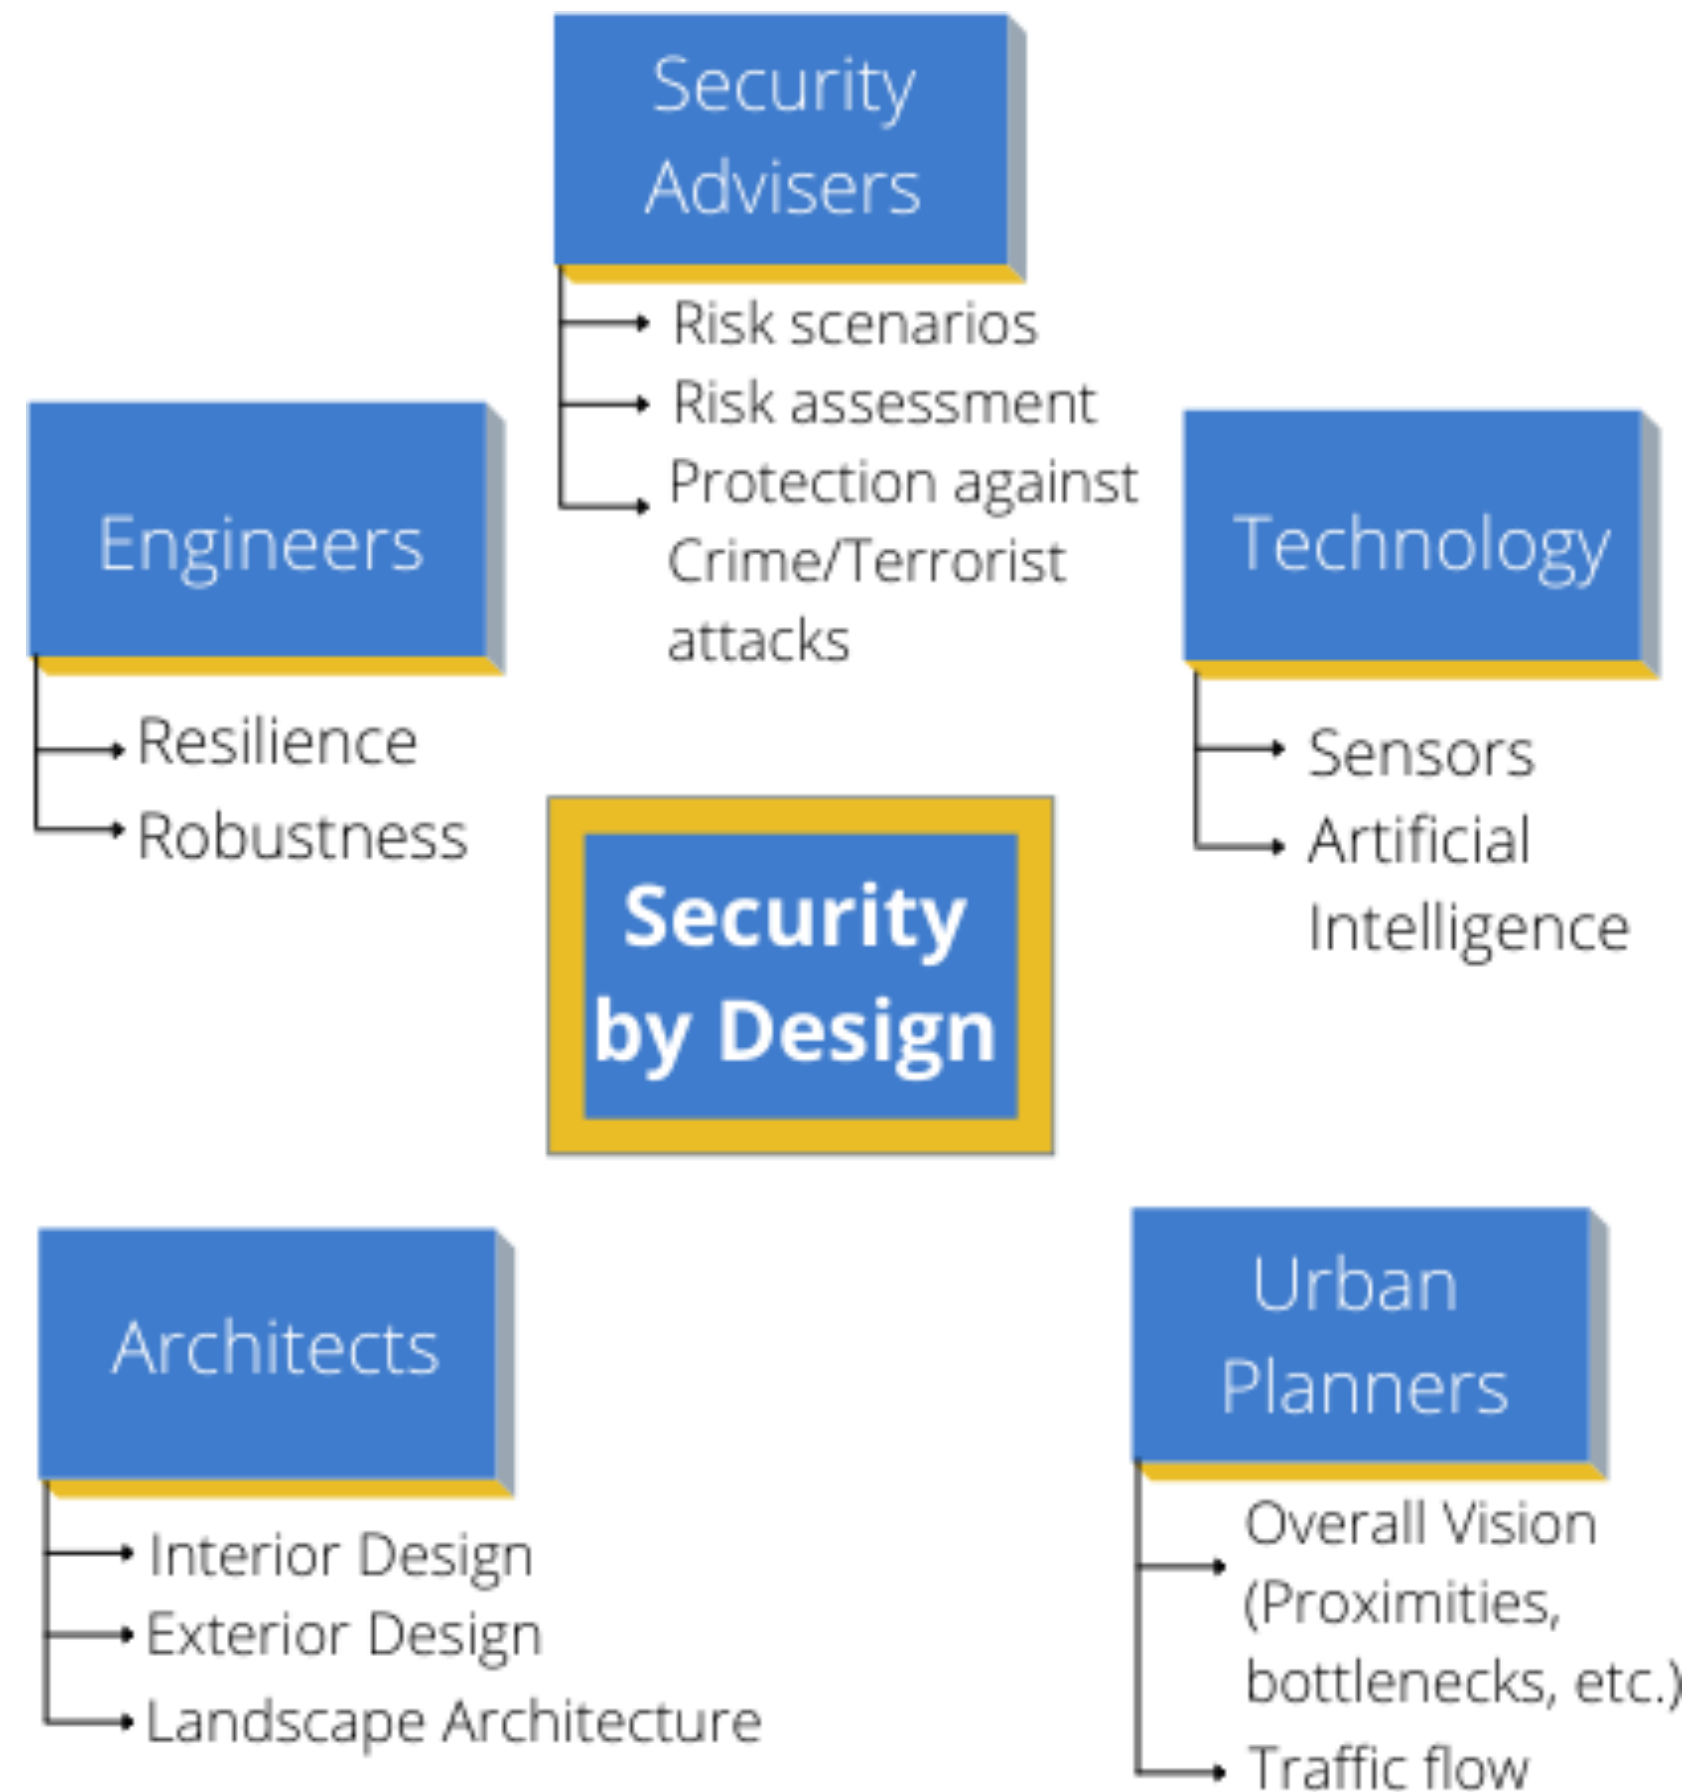 Security
Advisers
Risk scenarios
Risk assessment
Protection against
Crime/Terrorist
attacks
Engineers
Resilience
Robustness
Technology
Sensors
Artificial
Intelligence
Security
by Design
Architects
Interior Design
Exterior Design
Landscape Architecture
Urban
Planners
Overall Vision
(Proximities,
bottlenecks, etc.)
Traffic flow